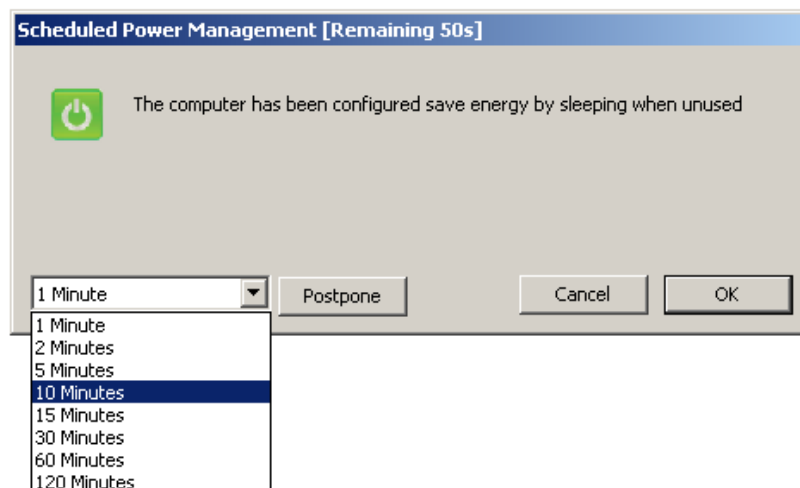 Scheduled Power Management [Remaining 50s]
The computer has been configured save energy by sleeping when unused
1 Minute
Postpone
Cancel
OK
1 Minute
2 Minutes
5 Minutes
10 Minutes
15 Minutes
30 Minutes
60 Minutes
120 Minutes